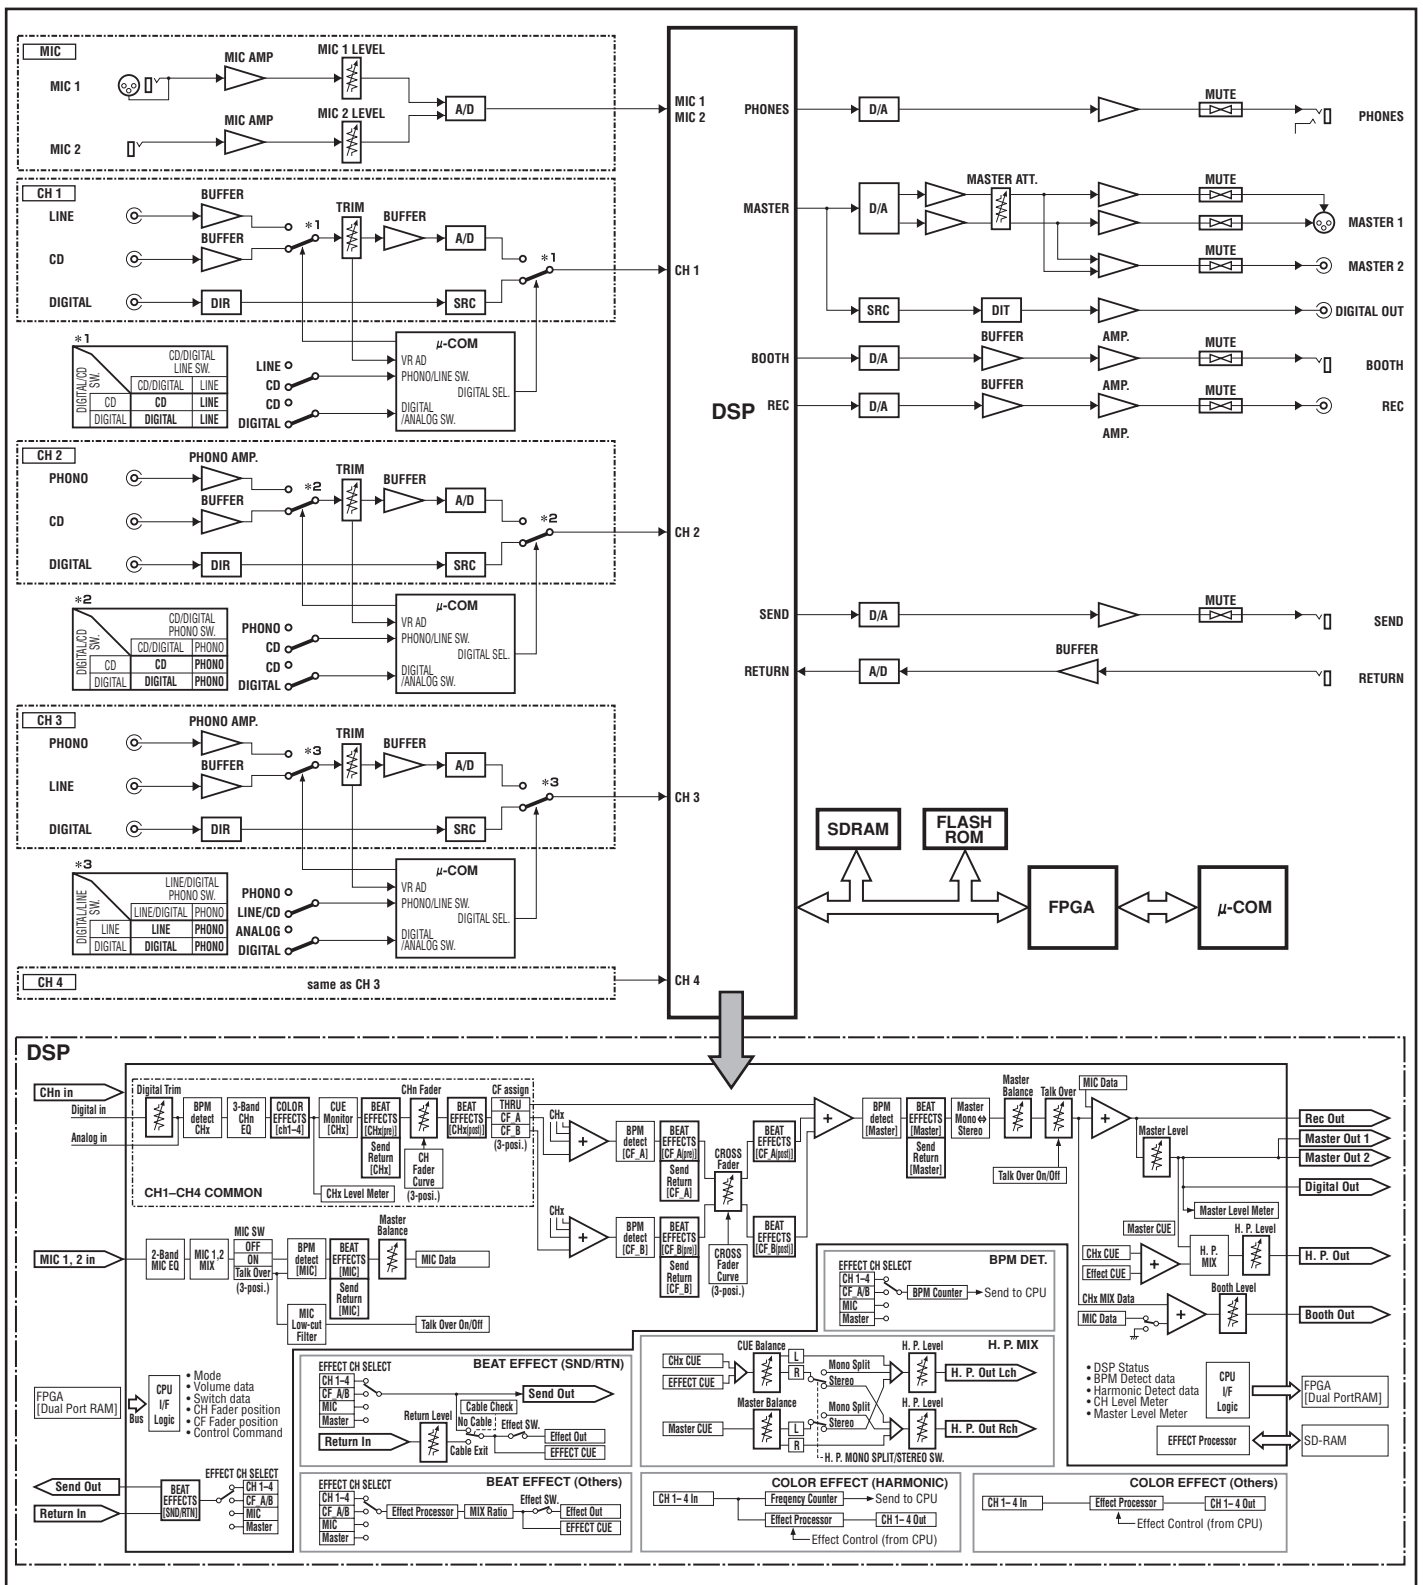 MIC
MIC 1
MIC AMP
MIC 1 LEVEL
A/D
MIC 2
MIC AMP
MIC 2 LEVEL
CH 1
LINE
BUFFER
CD
BUFFER
*1
TRIM
BUFFER
A/D
*1
DIGITAL
DIR
SRC
*1
CD/DIGITAL
LINE SW.
DIGITAL/CD
SW.
CD/DIGITAL LINE
CD CD LINE
DIGITAL DIGITAL LINE
LINE
CD
CD
DIGITAL
μ-COM
VR AD
PHONO/LINE SW.
DIGITAL SEL.
DIGITAL
/ANALOG SW.
CH 2
PHONO
PHONO AMP.
CD
BUFFER
*2
TRIM
BUFFER
A/D
*2
DIGITAL
DIR
SRC
*2
CD/DIGITAL
PHONO SW.
DIGITAL/CD
SW.
CD/DIGITAL PHONO
CD CD PHONO
DIGITAL DIGITAL PHONO
PHONO
CD
CD
DIGITAL
μ-COM
VR AD
PHONO/LINE SW.
DIGITAL SEL.
DIGITAL
/ANALOG SW.
CH 3
PHONO
PHONO AMP.
LINE
BUFFER
*3
TRIM
BUFFER
A/D
*3
DIGITAL
DIR
SRC
*3
LINE/DIGITAL
PHONO SW.
DIGITAL/LINE
SW.
LINE/DIGITAL PHONO
LINE LINE PHONO
DIGITAL DIGITAL PHONO
PHONO
LINE/CD
ANALOG
DIGITAL
μ-COM
VR AD
PHONO/LINE SW.
DIGITAL SEL.
DIGITAL
/ANALOG SW.
CH 4
same as CH 3
MIC 1
MIC 2
CH 1
CH 2
CH 3
CH 4
DSP
PHONES
D/A
MUTE
PHONES
MASTER
D/A
MASTER ATT.
MUTE
MASTER 1
MUTE
MASTER 2
SRC
DIT
DIGITAL OUT
BOOTH
D/A
BUFFER
AMP.
MUTE
BOOTH
REC
D/A
BUFFER
AMP.
MUTE
REC
AMP.
SEND
D/A
MUTE
SEND
RETURN
A/D
BUFFER
RETURN
SDRAM
FLASH
ROM
FPGA
μ-COM
DSP
CHn in
Digital in
Analog in
Digital Trim
BPM
detect
CHx
3-Band
CHn
EQ
COLOR
EFFECTS
[ch1-4]
CUE
Monitor
[CHx]
BEAT
EFFECTS
[CHx(pre)]
Send
Return
[CHx]
CHn Fader
CH
Fader
Curve
(3-posi.)
BEAT
EFFECTS
[CHx(post)]
CF assign
THRU
CF_A
CF_B
(3-posi.)
CHx Level Meter
CH1–CH4 COMMON
CHx
+
BPM
detect
[CF_A]
BEAT
EFFECTS
[CF_A(pre)]
Send
Return
[CF_A]
CROSS
Fader
BEAT
EFFECTS
[CF_A(post)]
CHx
+
BPM
detect
[CF_B]
BEAT
EFFECTS
[CF_B(pre)]
Send
Return
[CF_B]
CROSS
Fader
Curve
(3-posi.)
BEAT
EFFECTS
[CF_B(post)]
+
BPM
detect
[Master]
BEAT
EFFECTS
[Master]
Send
Return
[Master]
Master
Mono⇔
Stereo
Master
Balance
Talk Over
Talk Over On/Off
MIC Data
+
Master Level
Rec Out
Master Out 1
Master Out 2
Digital Out
Master Level Meter
Master CUE
CHx CUE
Effect CUE
+
H. P.
MIX
H. P. Level
H. P. Out
CHx MIX Data
MIC Data
+
Booth Level
Booth Out
MIC 1, 2 in
2-Band
MIC EQ
MIC 1,2
MIX
MIC SW
OFF
ON
Talk Over
(3-posi.)
BPM
detect
[MIC]
BEAT
EFFECTS
[MIC]
Send
Return
[MIC]
Master
Balance
MIC Data
MIC
Low-cut
Filter
Talk Over On/Off
BPM DET.
EFFECT CH SELECT
CH 1–4
CF_A/B
MIC
Master
BPM Counter
Send to CPU
FPGA
[Dual Port RAM]
Bus
CPU
I/F
Logic
• Mode
• Volume data
• Switch data
• CH Fader position
• CF Fader position
• Control Command
Send Out
Return In
BEAT
EFFECTS
[SND/RTN]
EFFECT CH SELECT
CH 1–4
CF_A/B
MIC
Master
BEAT EFFECT (SND/RTN)
EFFECT CH SELECT
CH 1–4
CF_A/B
MIC
Master
Send Out
Cable Check
Return In
Return Level
No Cable
Cable Exit
Effect SW.
Effect Out
EFFECT CUE
BEAT EFFECT (Others)
EFFECT CH SELECT
CH 1–4
CF_A/B
MIC
Master
Effect Processor
MIX Ratio
Effect SW.
Effect Out
EFFECT CUE
H. P. MIX
CHx CUE
EFFECT CUE
CUE Balance
L
R
Mono Split
Stereo
H. P. Level
H. P. Out Lch
Master CUE
Master Balance
L
R
Mono Split
Stereo
H. P. Level
H. P. Out Rch
H. P. MONO SPLIT/STEREO SW.
COLOR EFFECT (HARMONIC)
CH 1– 4 In
Freqency Counter
Send to CPU
Effect Processor
CH 1– 4 Out
Effect Control (from CPU)
COLOR EFFECT (Others)
CH 1– 4 In
Effect Processor
CH 1– 4 Out
Effect Control (from CPU)
• DSP Status
• BPM Detect data
• Harmonic Detect data
• CH Level Meter
• Master Level Meter
CPU
I/F
Logic
FPGA
[Dual PortRAM]
EFFECT Processor
SD-RAM